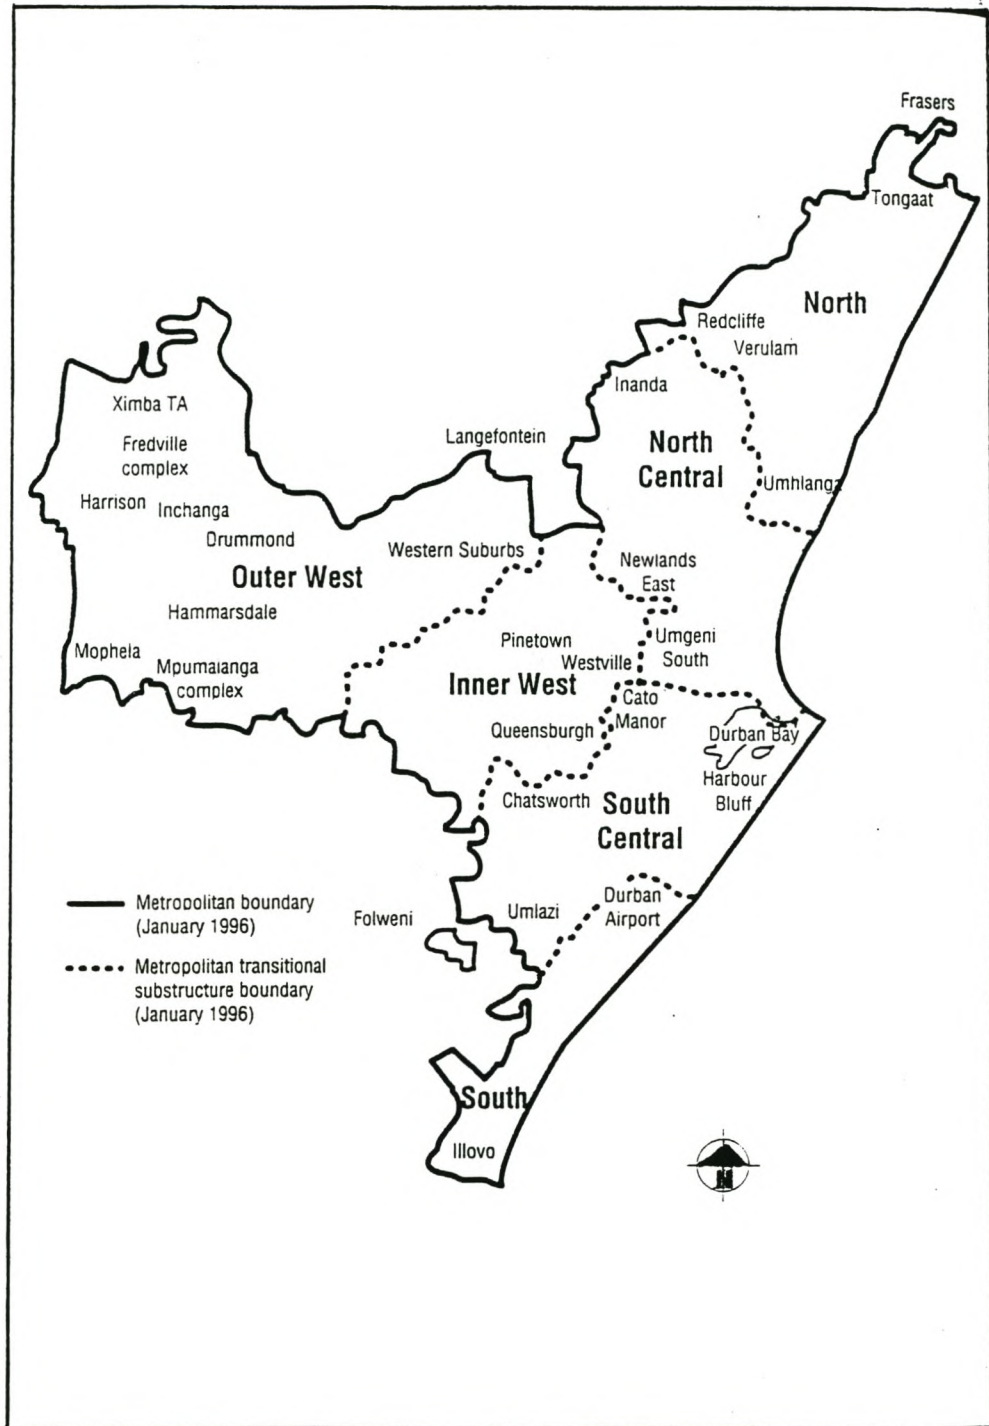 Frasers
Tongaat
North
Redcliffe
Verulam
Inanda
Ximba TA
Langefontein
North
Central
Fredville
complex
Umhlanga
Harrison
Inchanga
Drummond
Western Suburbs
Newlands
East
Outer West
Hammarsdale
Pinetown
Umgeni
South
Mophela
Westville
Mpumalanga
complex
Inner West
Cato
Manor
Queensburgh
Durban Bay
Harbour
Bluff
Chatsworth
South
Central
Metropolitan boundary
(January 1996)
Folweni
Umlazi
Durban
Airport
Metropolitan transitional
substructure boundary
(January 1996)
South
Illovo
N